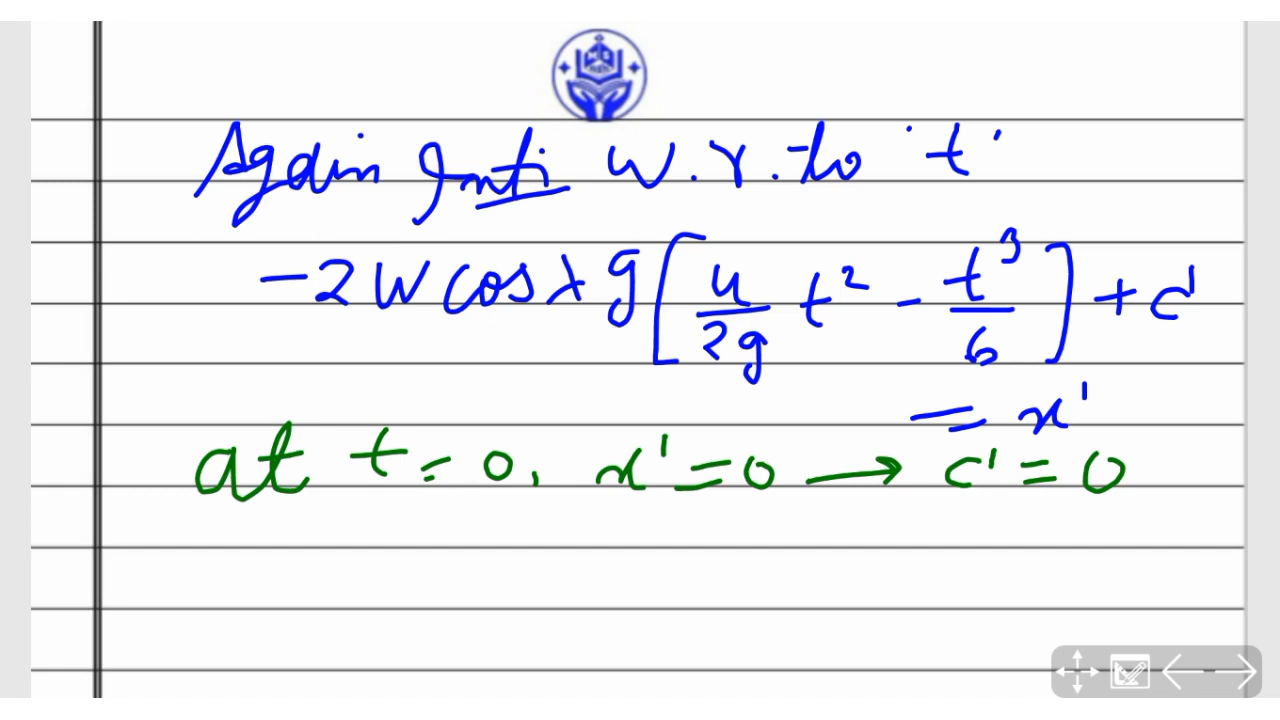 Again Inti w.r.to 't'
-2W cosλ g[u/2g t² - t³/6] + c'
= x'
at t=0, x'=0 → c'=0